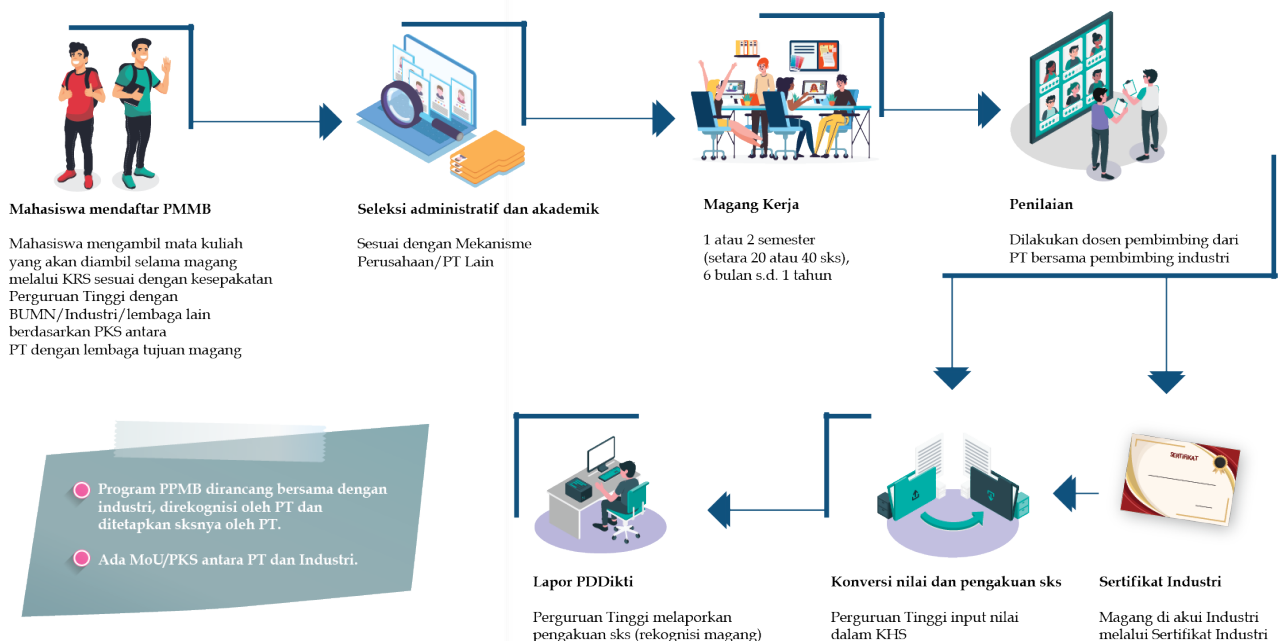 Mahasiswa mendaftar PMMB
Mahasiswa mengambil mata kuliah
yang akan diambil selama magang
melalui KRS sesuai dengan kesepakatan
Perguruan Tinggi dengan
BUMN/Industri/lembaga lain
berdasarkan PKS antara
PT dengan lembaga tujuan magang
Seleksi administratif dan akademik
Sesuai dengan Mekanisme
Perusahaan/PT Lain
Magang Kerja
1 atau 2 semester
(setara 20 atau 40 sks),
6 bulan s.d. 1 tahun
Penilaian
Dilakukan dosen pembimbing dari
PT bersama pembimbing industri
SERTIFIKAT
Sertifikat Industri
Magang di akui Industri
melalui Sertifikat Industri
Konversi nilai dan pengakuan sks
Perguruan Tinggi input nilai
dalam KHS
Lapor PDDikti
Perguruan Tinggi melaporkan
pengakuan sks (rekognisi magang)
Program PPMB dirancang bersama dengan
industri, direkognisi oleh PT dan
ditetapkan sksnya oleh PT.
Ada MoU/PKS antara PT dan Industri.